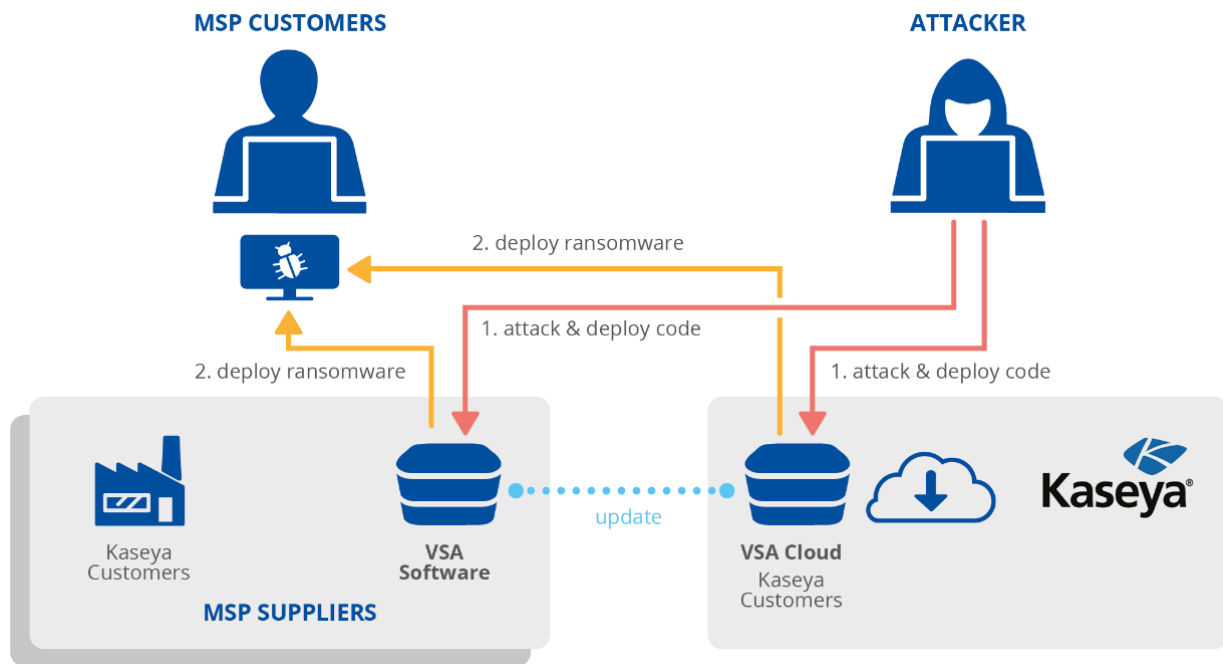 MSP CUSTOMERS
ATTACKER
2. deploy ransomware
1. attack & deploy code
2. deploy ransomware
1. attack & deploy code
Kaseya
Customers
VSA
Software
MSP SUPPLIERS
update
VSA Cloud
Kaseya
Customers
Kaseya®